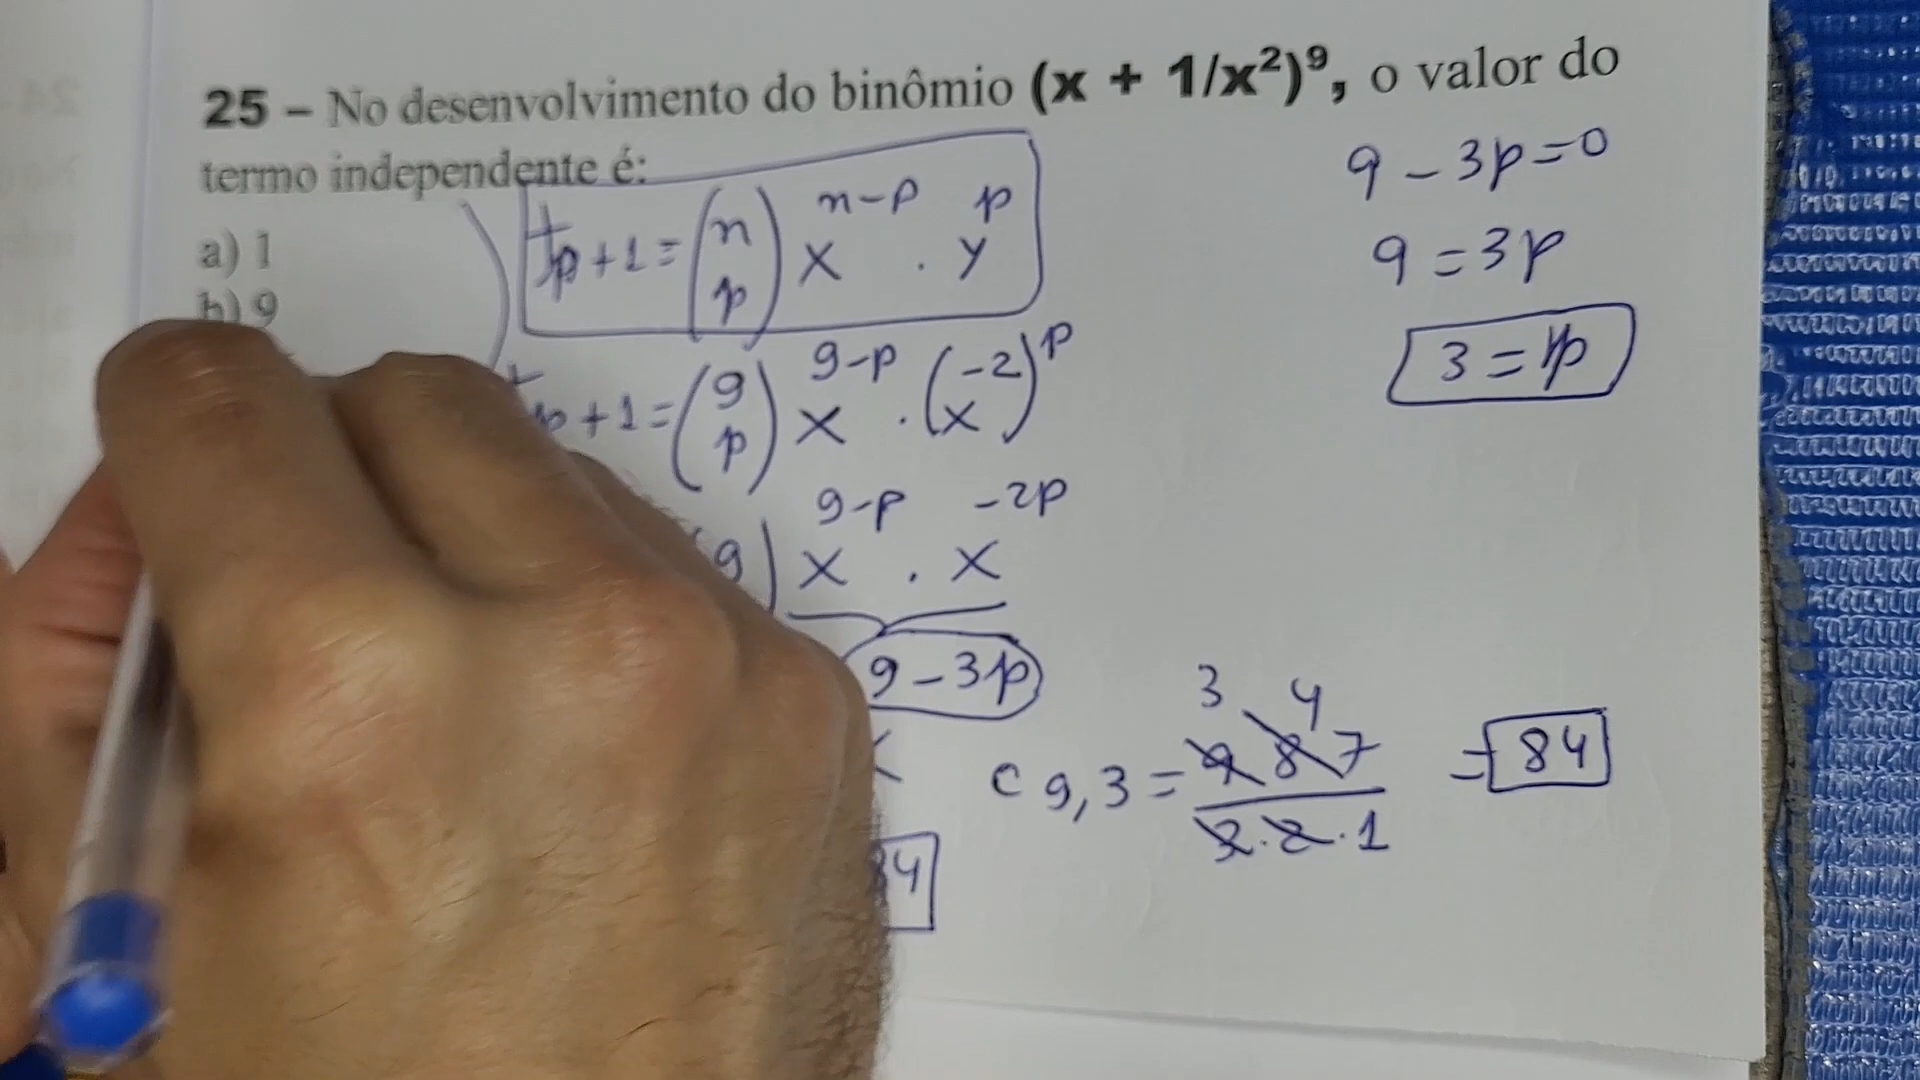 25 – No desenvolvimento do binômio (x + 1/x²)⁹, o valor do
termo independente é:
a) 1
b) 9
Tp+1 = (n p) x^n-p . y^p
Tp+1 = (9 p) x^9-p . (x^-2)^p
9) x^9-p . x^-2p
9-3p
x
84
9 - 3p = 0
9 = 3p
3 = p
3 4
C 9,3 = 9 8 7 / 3.2.1 = 84